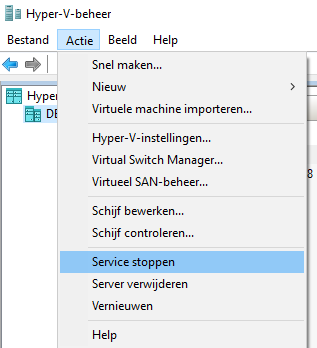 Hyper-V-beheer
Bestand Actie Beeld Help
Snel maken...
Nieuw
Virtuele machine importeren...
Hyper-V-instellingen...
Virtual Switch Manager...
Virtueel SAN-beheer...
Schijf bewerken...
Schijf controleren...
Service stoppen
Server verwijderen
Vernieuwen
Help
Hyper
DE
8